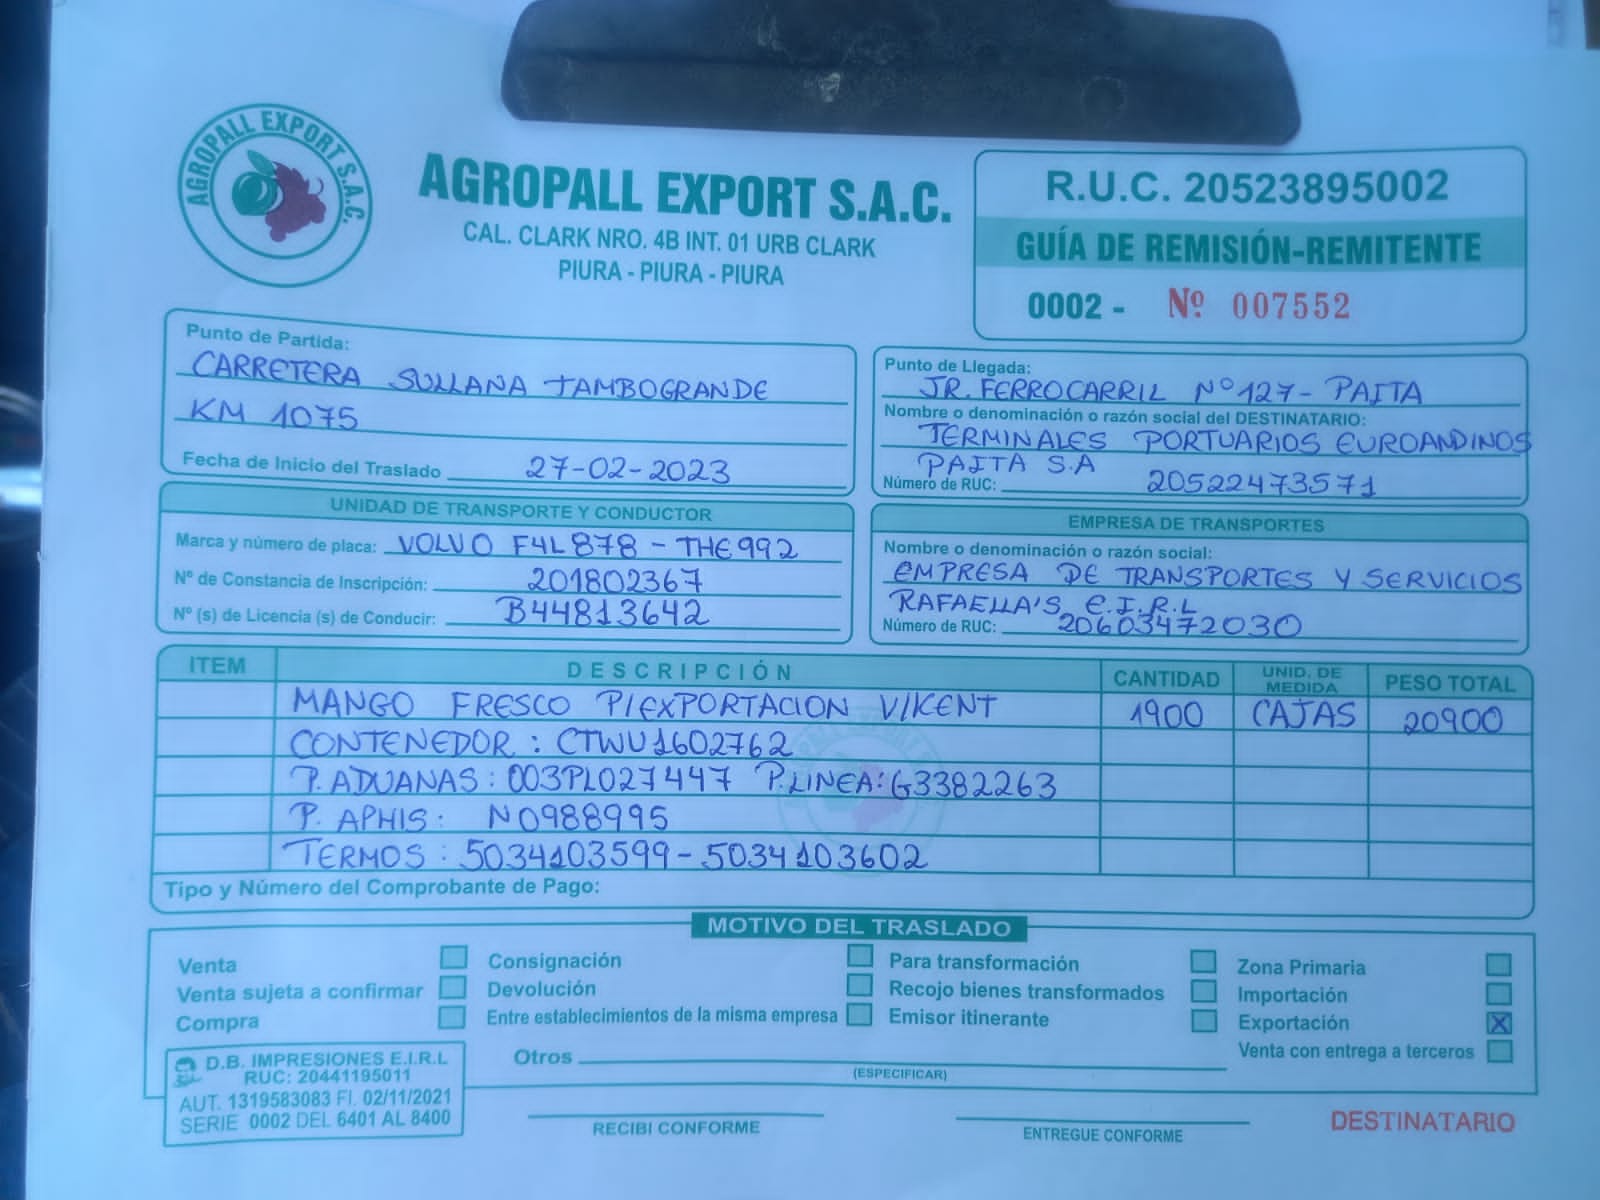 AGROPALL EXPORT S.A.C.
AGROPALL EXPORT S.A.C.
CAL. CLARK NRO. 4B INT. 01 URB CLARK
PIURA - PIURA - PIURA
R.U.C. 20523895002
GUÍA DE REMISIÓN-REMITENTE
0002 - Nº 007552
Punto de Partida:
CARRETERA SULLANA TAMBOGRANDE
KM 1075
Fecha de Inicio del Traslado 27-02-2023
Punto de Llegada:
JR. FERROCARRIL Nº127- PAITA
Nombre o denominación o razón social del DESTINATARIO:
TERMINALES PORTUARIOS EUROANDINOS
PAITA S.A
Número de RUC: 20522473571
UNIDAD DE TRANSPORTE Y CONDUCTOR
Marca y número de placa: VOLVO F4L878 - THE992
Nº de Constancia de Inscripción: 201802367
Nº (s) de Licencia (s) de Conducir: B44813642
EMPRESA DE TRANSPORTES
Nombre o denominación o razón social:
EMPRESA DE TRANSPORTES Y SERVICIOS
RAFAELLA'S E.I.R.L
Número de RUC: 20603472030
ITEM DESCRIPCIÓN CANTIDAD UNID. DE MEDIDA PESO TOTAL
MANGO FRESCO P/EXPORTACION V/KENT 1900 CAJAS 20900
CONTENEDOR : CTWU1602762
P. ADUANAS : 003PL027447 P.LINEA: G3382263
P. APHIS : N0988995
TERMOS : 5034103599 - 5034103602
Tipo y Número del Comprobante de Pago:
MOTIVO DEL TRASLADO
Venta
Venta sujeta a confirmar
Compra
Consignación
Devolución
Entre establecimientos de la misma empresa
Para transformación
Recojo bienes transformados
Emisor itinerante
Zona Primaria
Importación
Exportación X
Venta con entrega a terceros
Otros
(ESPECIFICAR)
D.B. IMPRESIONES E.I.R.L
RUC: 20441195011
AUT. 1319583083 FI. 02/11/2021
SERIE 0002 DEL 6401 AL 8400
RECIBI CONFORME
ENTREGUE CONFORME
DESTINATARIO